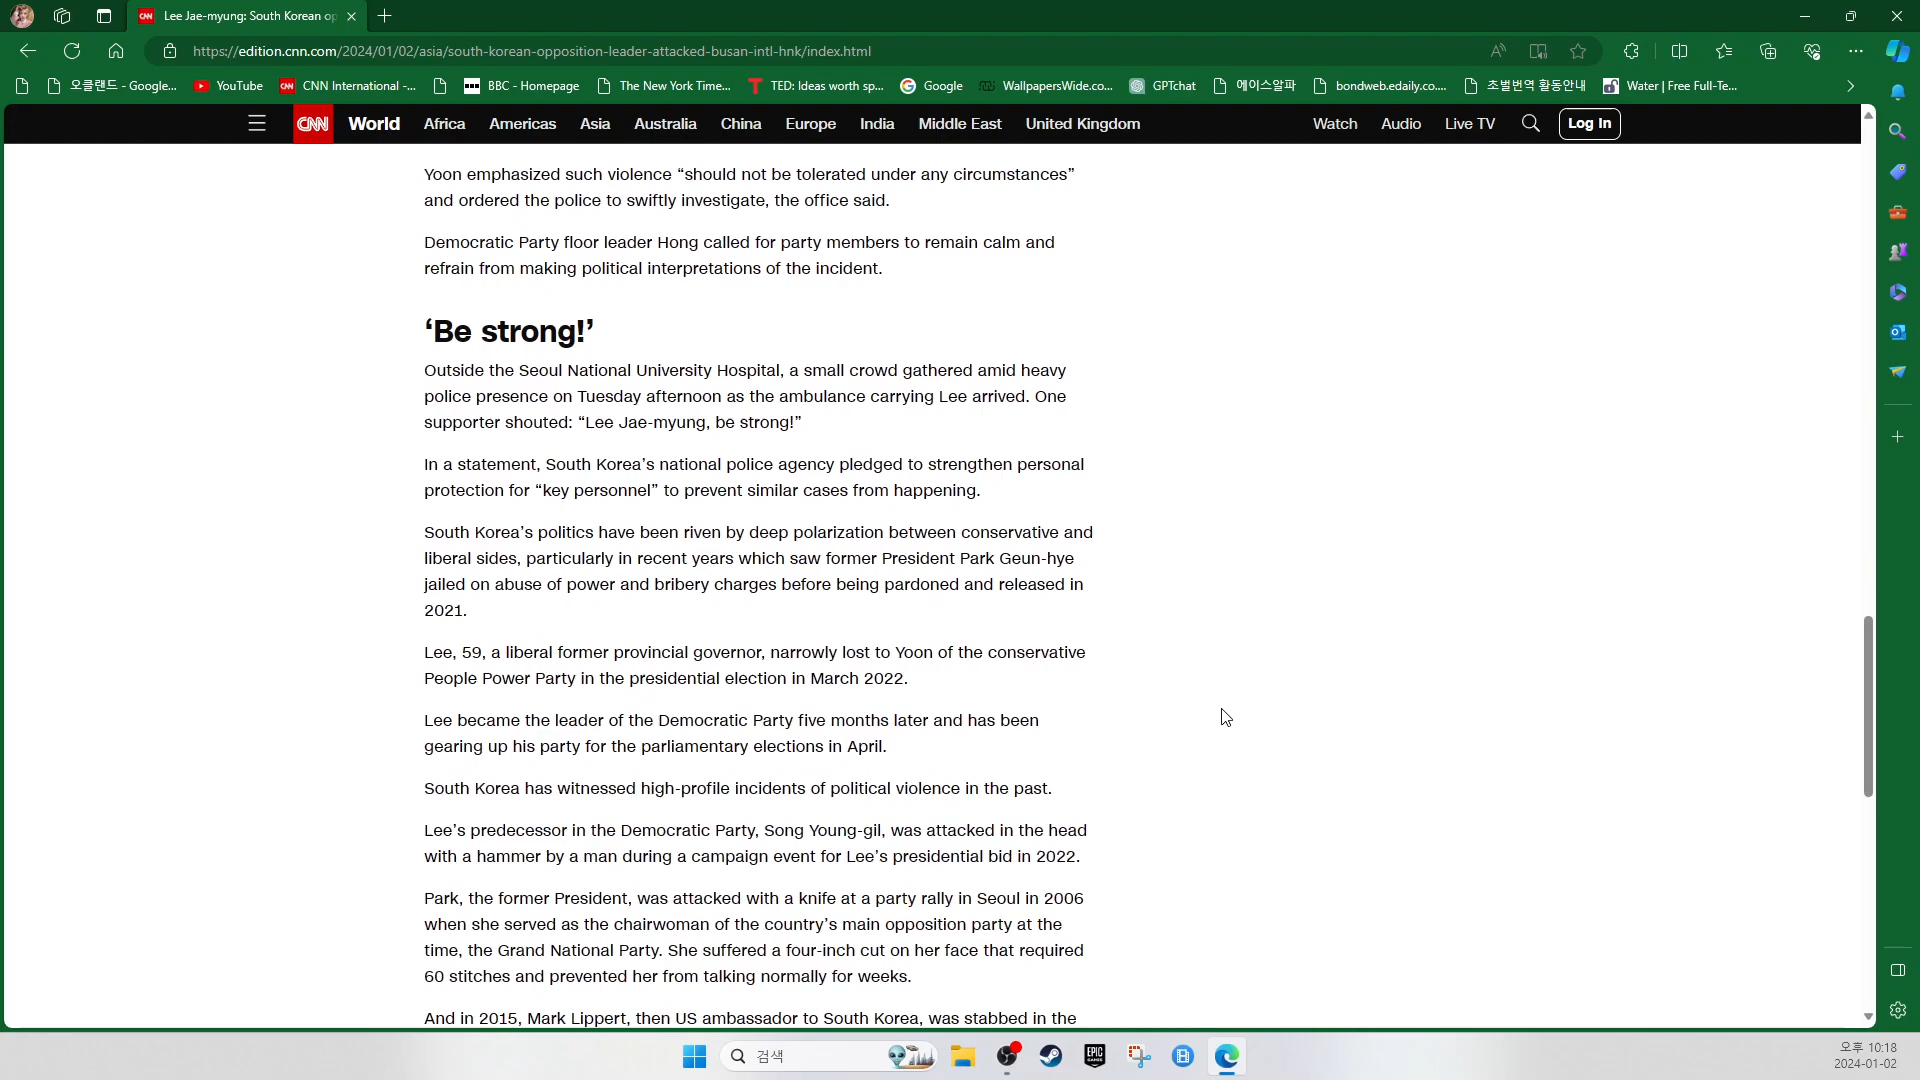 Lee Jae-myung: South Korean op
https://edition.cnn.com/2024/01/02/asia/south-korean-opposition-leader-attacked-busan-intl-hnk/index.html
오클랜드 - Google...
YouTube
CNN International -...
BBC - Homepage
The New York Time...
TED: Ideas worth sp...
Google
WallpapersWide.co...
GPTchat
에이스알파
bondweb.edaily.co....
초벌번역 활동안내
Water | Free Full-Te...
CNN World Africa Americas Asia Australia China Europe India Middle East United Kingdom Watch Audio Live TV Log In
Yoon emphasized such violence “should not be tolerated under any circumstances”
and ordered the police to swiftly investigate, the office said.
Democratic Party floor leader Hong called for party members to remain calm and
refrain from making political interpretations of the incident.
‘Be strong!’
Outside the Seoul National University Hospital, a small crowd gathered amid heavy
police presence on Tuesday afternoon as the ambulance carrying Lee arrived. One
supporter shouted: “Lee Jae-myung, be strong!”
In a statement, South Korea’s national police agency pledged to strengthen personal
protection for “key personnel” to prevent similar cases from happening.
South Korea’s politics have been riven by deep polarization between conservative and
liberal sides, particularly in recent years which saw former President Park Geun-hye
jailed on abuse of power and bribery charges before being pardoned and released in
2021.
Lee, 59, a liberal former provincial governor, narrowly lost to Yoon of the conservative
People Power Party in the presidential election in March 2022.
Lee became the leader of the Democratic Party five months later and has been
gearing up his party for the parliamentary elections in April.
South Korea has witnessed high-profile incidents of political violence in the past.
Lee’s predecessor in the Democratic Party, Song Young-gil, was attacked in the head
with a hammer by a man during a campaign event for Lee’s presidential bid in 2022.
Park, the former President, was attacked with a knife at a party rally in Seoul in 2006
when she served as the chairwoman of the country’s main opposition party at the
time, the Grand National Party. She suffered a four-inch cut on her face that required
60 stitches and prevented her from talking normally for weeks.
And in 2015, Mark Lippert, then US ambassador to South Korea, was stabbed in the
검색
EPIC GAMES
오후 10:18
2024-01-02